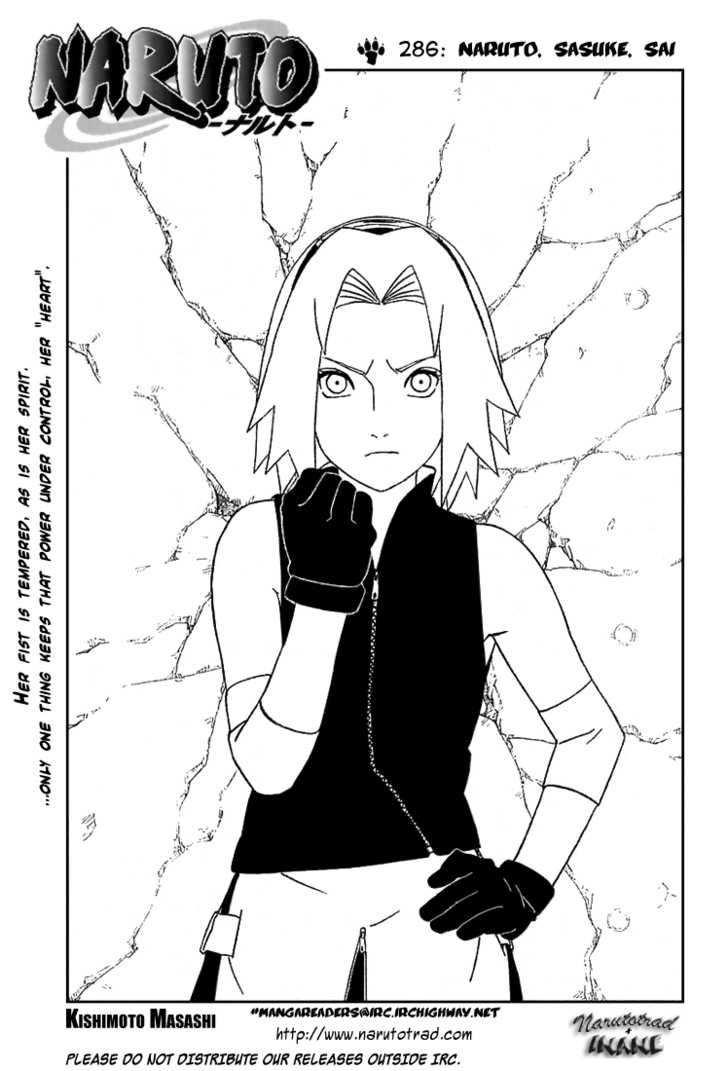 NARUTO
-ナルト-
286: NARUTO, SASUKE, SAI
HER FIST IS TEMPERED, AS IS HER SPIRIT.
...ONLY ONE THING KEEPS THAT POWER UNDER CONTROL, HER "HEART".
KISHIMOTO MASASHI
#MANGAREADERS@IRC.IRCHIGHWAY.NET
http://www.narutotrad.com
PLEASE DO NOT DISTRIBUTE OUR RELEASES OUTSIDE IRC.
Narutotrad
+
INANE